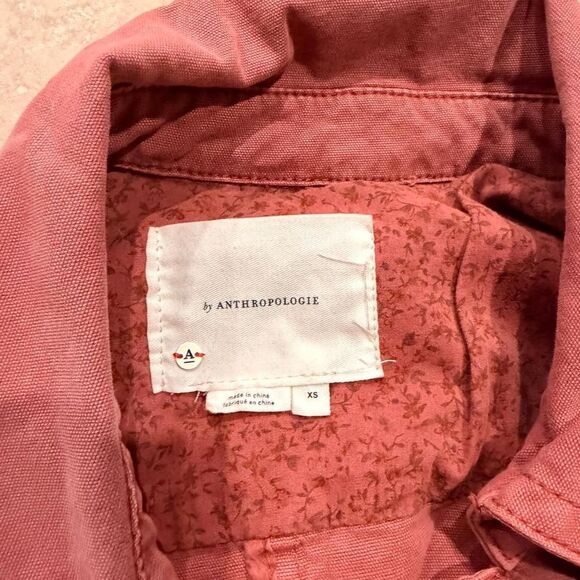 by ANTHROPOLOGIE
A
made in china
fabriqué en chine
XS